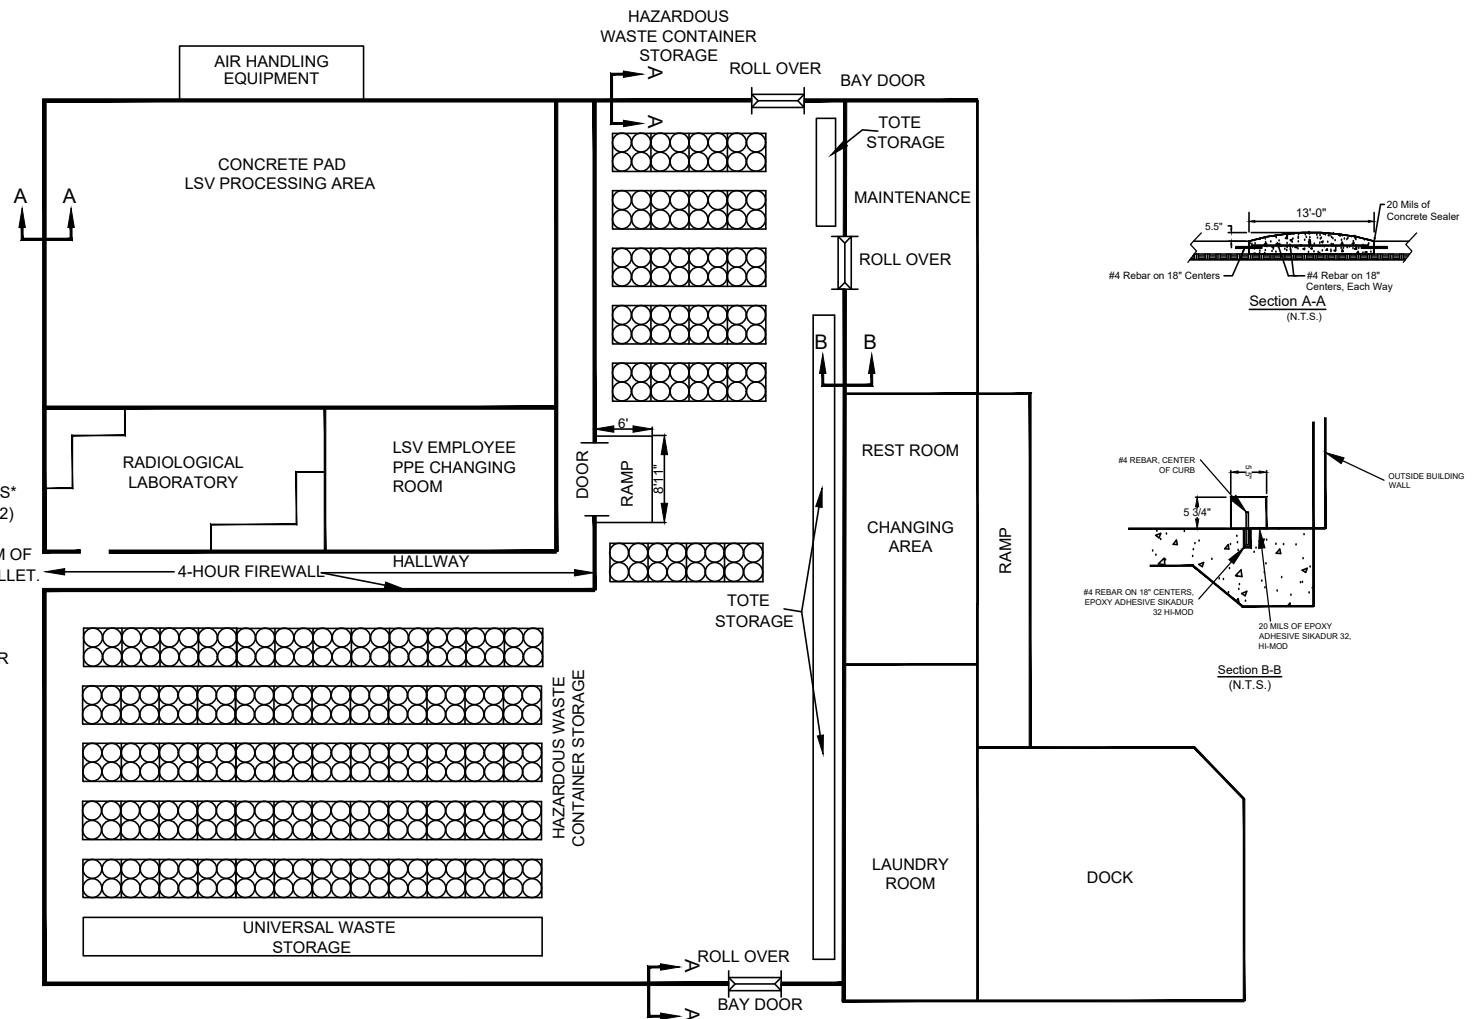 HAZARDOUS
WASTE CONTAINER
STORAGE
AIR HANDLING
EQUIPMENT
A
A
ROLL OVER
BAY DOOR
TOTE
STORAGE
CONCRETE PAD
LSV PROCESSING AREA
A
A
MAINTENANCE
ROLL OVER
B
B
13'-0"
5.5"
20 Mils of
Concrete Sealer
#4 Rebar on 18" Centers
#4 Rebar on 18"
Centers, Each Way
Section A-A
(N.T.S.)
6'
DOOR
RAMP
8'11"
RADIOLOGICAL
LABORATORY
LSV EMPLOYEE
PPE CHANGING
ROOM
REST ROOM
CHANGING
AREA
RAMP
S*
2)
M OF
LLET.
HALLWAY
4-HOUR FIREWALL
TOTE
STORAGE
R
#4 REBAR, CENTER
OF CURB
5 3/4"
OUTSIDE BUILDING
WALL
#4 REBAR ON 18" CENTERS,
EPOXY ADHESIVE SIKADUR
32 HI-MOD
20 MILS OF EPOXY
ADHESIVE SIKADUR 32,
HI-MOD
Section B-B
(N.T.S.)
HAZARDOUS WASTE
CONTAINER STORAGE
LAUNDRY
ROOM
DOCK
UNIVERSAL WASTE
STORAGE
A
A
ROLL OVER
BAY DOOR